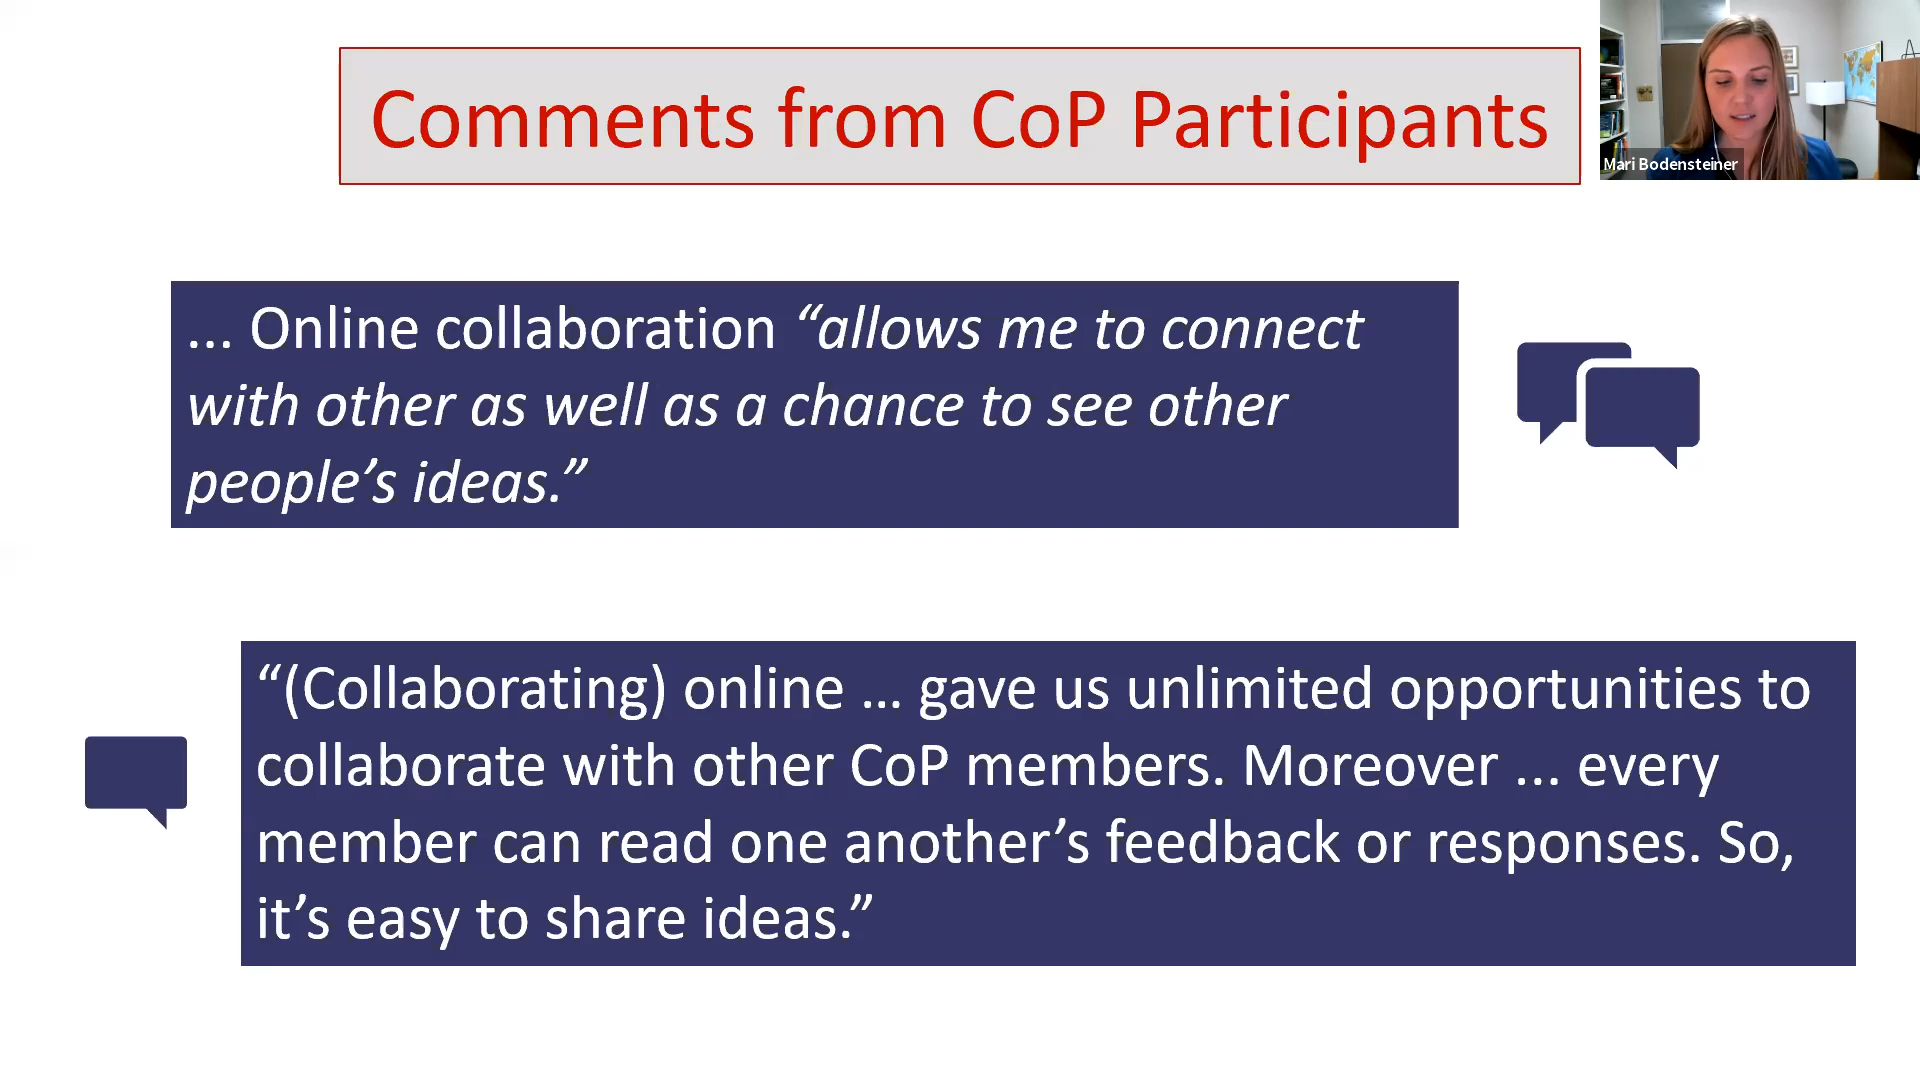 Comments from CoP Participants
Mari Bodensteiner
... Online collaboration “allows me to connect
with other as well as a chance to see other
people’s ideas.”
“(Collaborating) online ... gave us unlimited opportunities to
collaborate with other CoP members. Moreover ... every
member can read one another’s feedback or responses. So,
it’s easy to share ideas.”